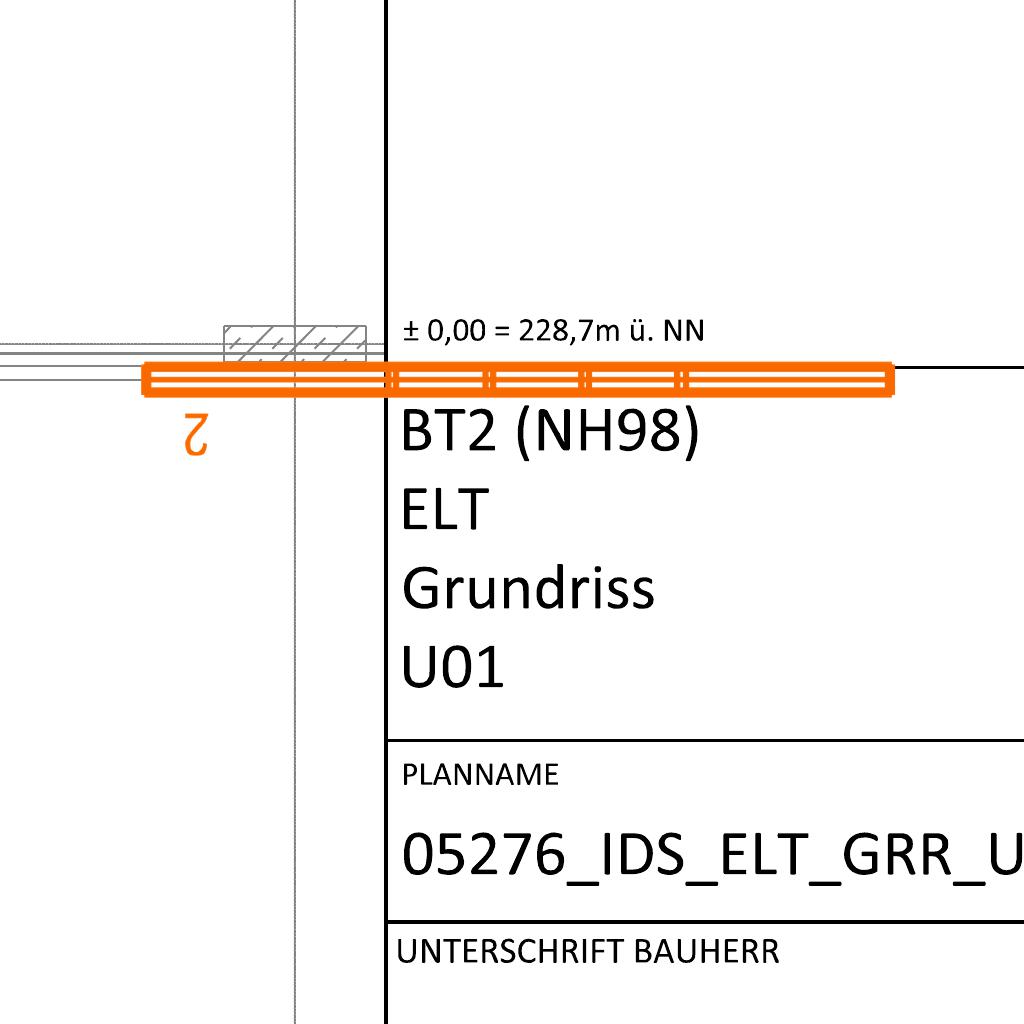 ± 0,00 = 228,7m ü. NN
2
BT2 (NH98)
ELT
Grundriss
U01
PLANNAME
05276_IDS_ELT_GRR_U
UNTERSCHRIFT BAUHERR